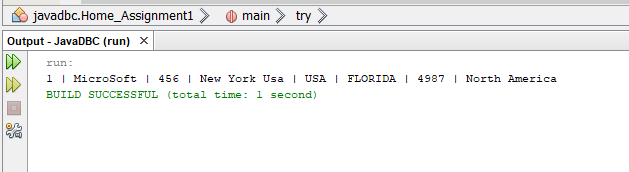 javadbc.Home_Assignment1 main try
Output - JavaDBC (run) ×
run:
1 | MicroSoft | 456 | New York Usa | USA | FLORIDA | 4987 | North America
BUILD SUCCESSFUL (total time: 1 second)